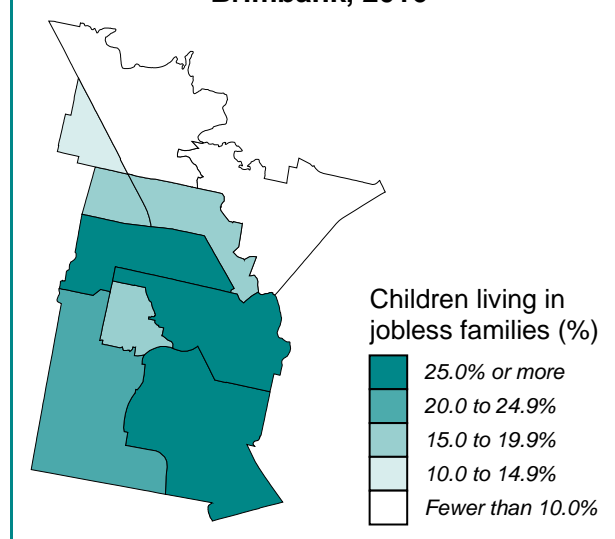 Brimbank,
Children living in
jobless families (%)
25.0% or more
20.0 to 24.9%
15.0 to 19.9%
10.0 to 14.9%
Fewer than 10.0%